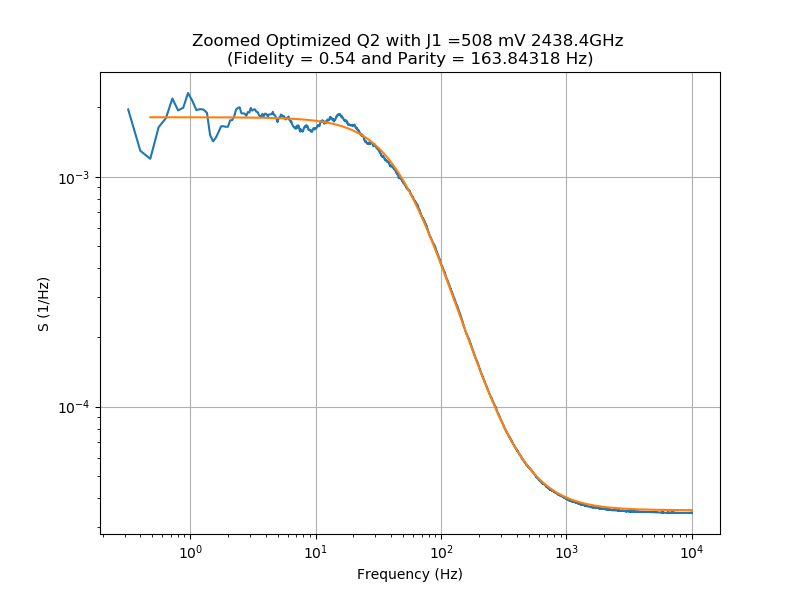 Zoomed Optimized Q2 with J1 =508 mV 2438.4GHz
(Fidelity = 0.54 and Parity = 163.84318 Hz)
S (1/Hz)
10⁻³
10⁻⁴
10⁰ 10¹ 10² 10³ 10⁴
Frequency (Hz)